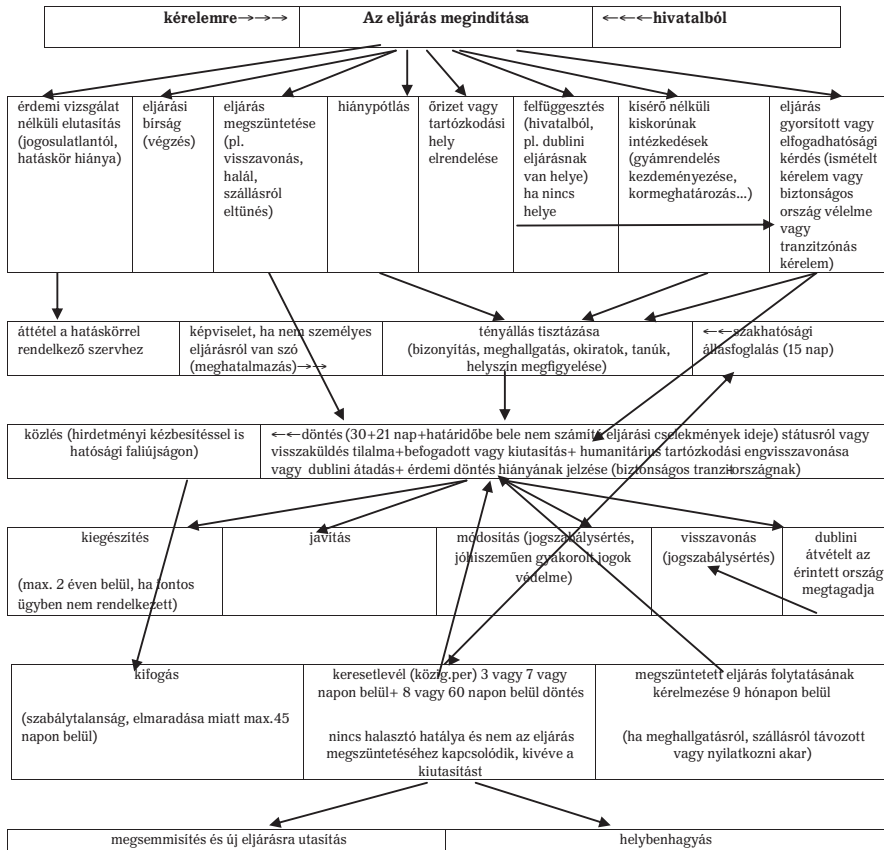 kérelemre→→→ Az eljárás megindítása ←←←hivatalból
érdemi vizsgálat
nélküli elutasítás
(jogosulatlantól,
hatáskör hiánya)
eljárási
bírság
(végzés)
eljárás
megszüntetése
(pl.
visszavonás,
halál,
szállásról
eltünés)
hiánypótlás
őrizet vagy
tartózkodási
hely
elrendelése
felfüggesztés
(hivatalból,
pl. dublini
eljárásnak
van helye)
ha nincs
helye
kísérő nélküli
kiskorúnak
intézkedések
(gyámrendelés
kezdeményezése,
kormeghatározás...)
eljárás
gyorsított vagy
elfogadhatósági
kérdés (ismételt
kérelem vagy
biztonságos
ország vélelme
vagy
tranzitzónás
kérelem)
áttétel a hatáskörrel
rendelkező szervhez
képviselet, ha nem személyes
eljárásról van szó
(meghatalmazás)→→
tényállás tisztázása
(bizonyítás, meghallgatás, okiratok, tanúk,
helyszín megfigyelése)
←←szakhatósági
állásfoglalás (15 nap)
közlés (hirdetményi kézbesítéssel is
hatósági faliújságon)
←←döntés (30+21 nap+határidőbe bele nem számító eljárási cselekmények ideje) státusról vagy
visszaküldés tilalma+befogadott vagy kiutasítás+ humanitárius tartózkodási engvisszavonása
vagy dublini átadás+ érdemi döntés hiányának jelzése (biztonságos tranzitországnak)
kiegészítés
(max. 2 éven belül, ha fontos
ügyben nem rendelkezett)
javítás
módosítás (jogszabálysértés,
jóhiszeműen gyakorolt jogok
védelme)
visszavonás
(jogszabálysértés)
dublini
átvételt az
érintett ország
megtagadja
kifogás
(szabálytalanság, elmaradása miatt max.45
napon belül)
keresetlevél (közig.per) 3 vagy 7 vagy
napon belül+ 8 vagy 60 napon belül döntés
nincs halasztó hatálya és nem az eljárás
megszüntetéséhez kapcsolódik, kivéve a
kiutasítást
megszüntetett eljárás folytatásának
kérelmezése 9 hónapon belül
(ha meghallgatásról, szállásról távozott
vagy nyilatkozni akar)
megsemmisítés és új eljárásra utasítás
helybenhagyás